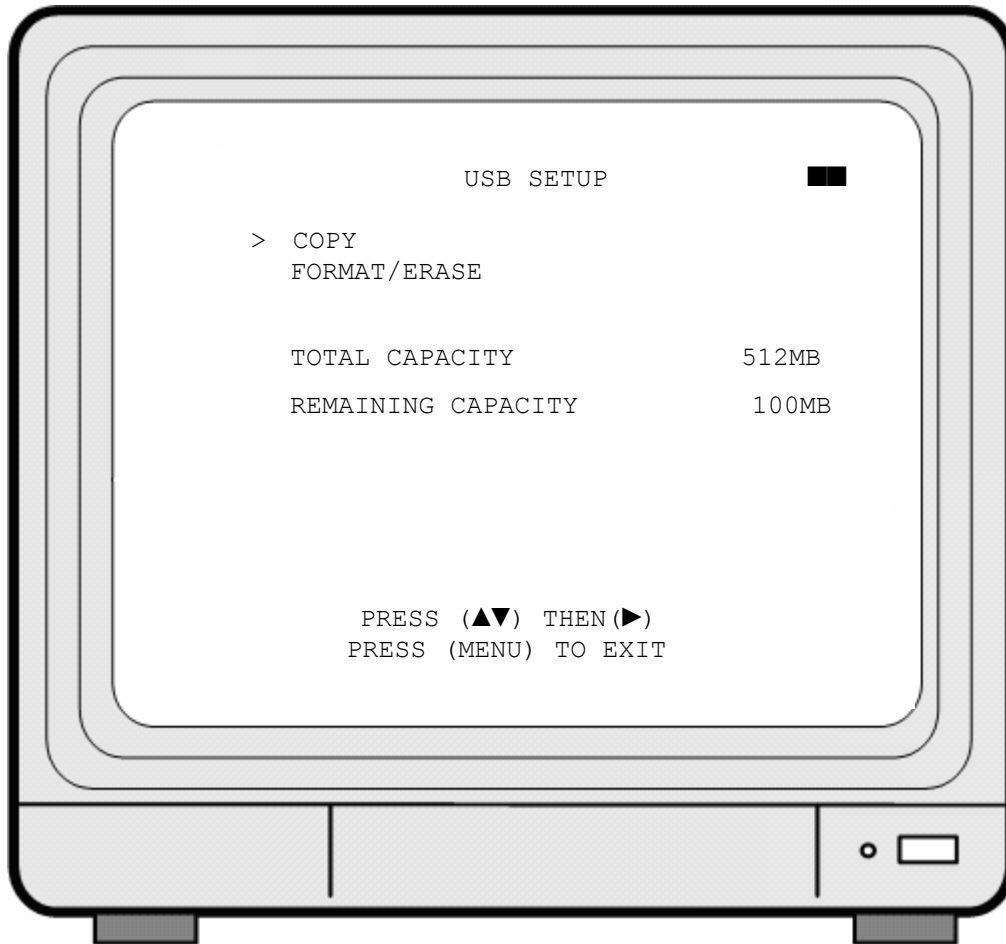 USB SETUP
> COPY
FORMAT/ERASE
TOTAL CAPACITY 512MB
REMAINING CAPACITY 100MB
PRESS (▲▼) THEN(►)
PRESS (MENU) TO EXIT